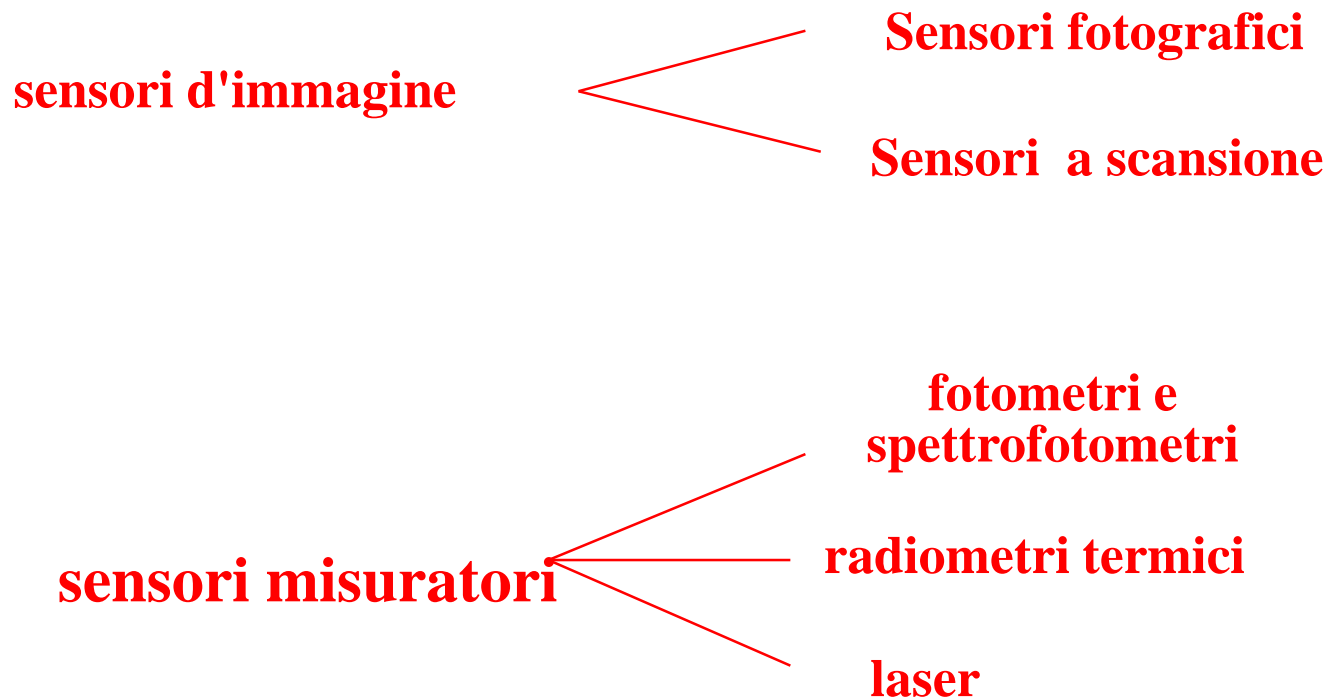 sensori d'immagine
Sensori fotografici
Sensori a scansione
sensori misuratori
fotometri e
spettrofotometri
radiometri termici
laser